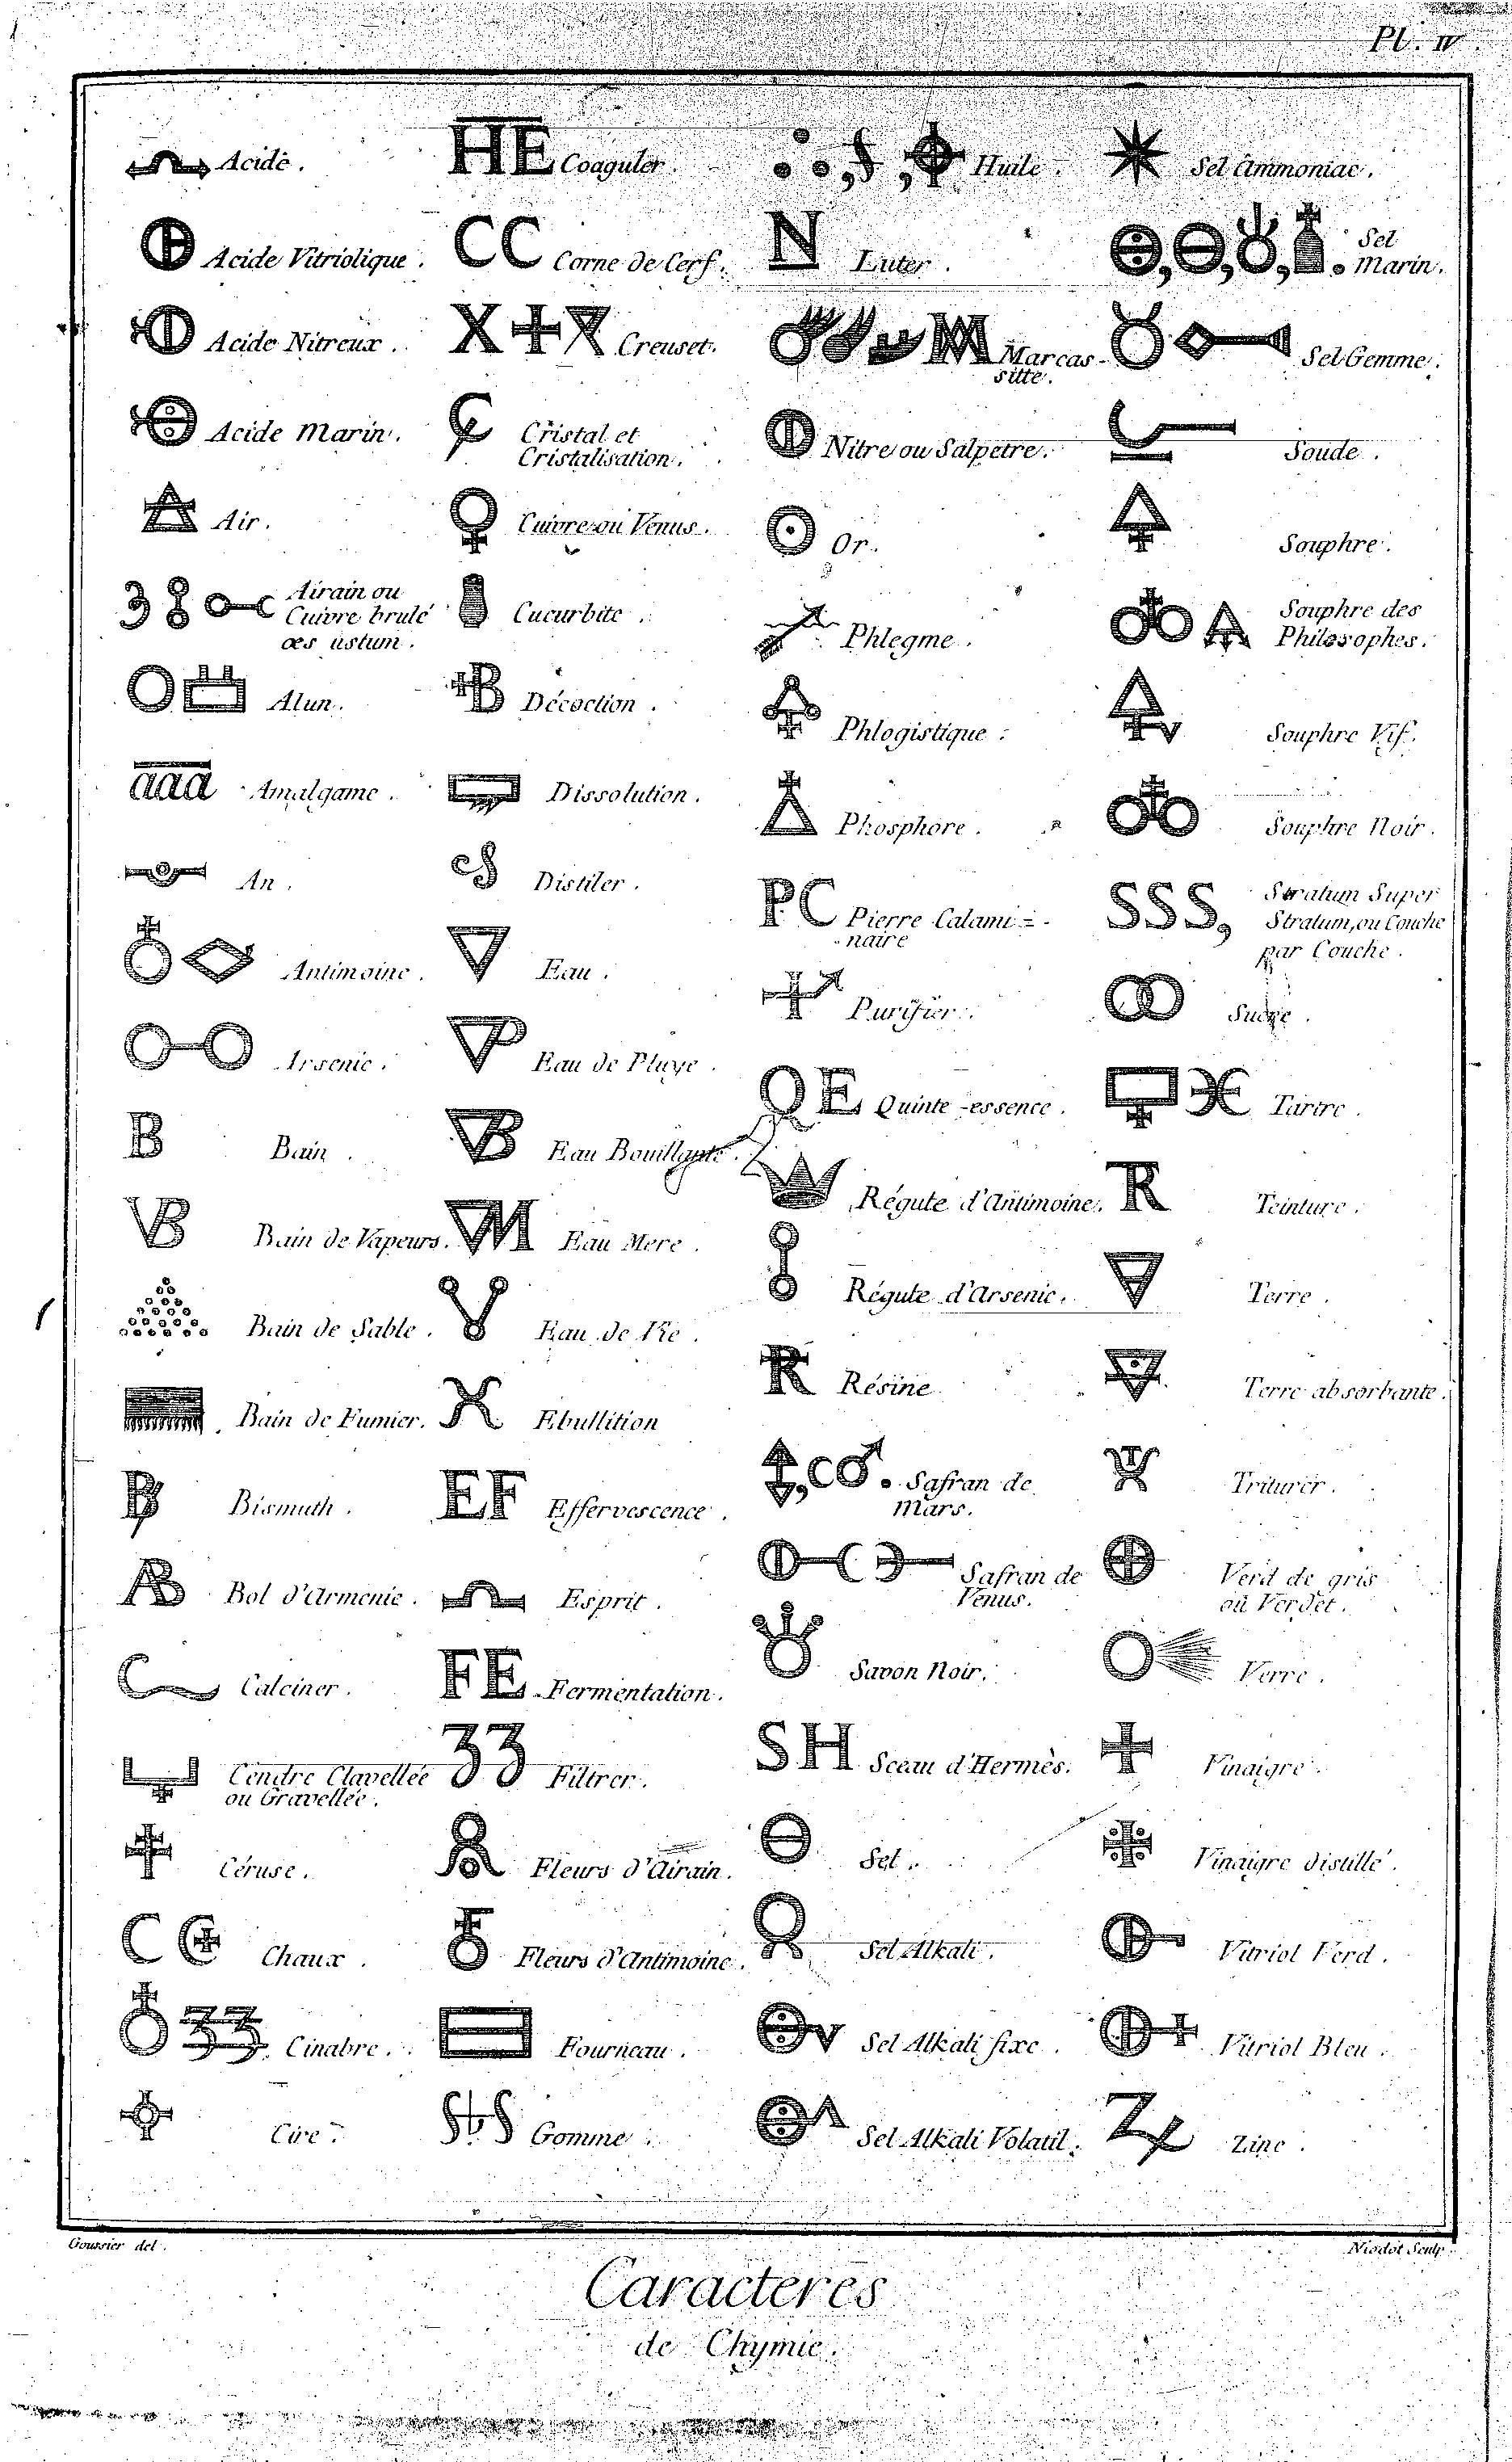 Pl. IV.
Acide.
Acide Vitriolique.
Acide Nitreux.
Acide Marin.
Air.
Airain ou
Cuivre brulé
æs ustum.
Alun.
aaa Amalgame.
An.
Antimoine.
Arsenic.
B Bain.
VB Bain de Vapeurs.
Bain de Sable.
Bain de Fumier.
B Bismuth.
AB Bol d'Armenie.
Calciner.
Cendre Clavellée
ou Gravellée.
Céruse.
C C Chaux.
33 Cinabre.
Cire.
HE Coaguler.
CC Corne de Cerf.
X Creuset.
Cristal et
Cristalisation.
Cuivre ou Venus.
Cucurbite.
B Décoction.
Dissolution.
Distiler.
Eau.
Eau de Pluye.
B Eau Bouillante.
M Eau Mere.
Eau de Vie.
Ebullition
EF Effervescence.
Esprit.
FE Fermentation.
33 Filtrer.
Fleurs d'Airain.
Fleurs d'Antimoine.
Fourneau.
Gomme.
Huile.
N Luter.
M Marcas-
sitte.
Nitre ou Salpetre.
Or.
Phlegme.
Phlogistique.
Phosphore.
PC Pierre Calami-
naire
Purifier.
QE Quinte-essence.
Régule d'Antimoine.
Régule d'Arsenic.
R Résine.
, CO. Safran de
Mars.
Safran de
Venus.
Savon Noir.
SH Sceau d'Hermès.
Sel.
Sel Alkali.
Sel Alkali fixe.
Sel Alkali Volatil.
Sel Ammoniac.
Sel
Marin.
Sel Gemme.
Soude.
Souphre.
Souphre des
Philosophes.
Souphre Vif.
Souphre Noir.
SSS, Stratum Super
Stratum, ou Couche
par Couche.
Sucre.
Tartre.
R Teinture.
Terre.
Terre absorbante.
Triturer.
Verd de gris
ou Verdet.
Verre.
Vinaigre.
Vinaigre distillé.
Vitriol Verd.
Vitriol Bleu.
Z Zinc.
Goussier del.
Caracteres
de Chymie.